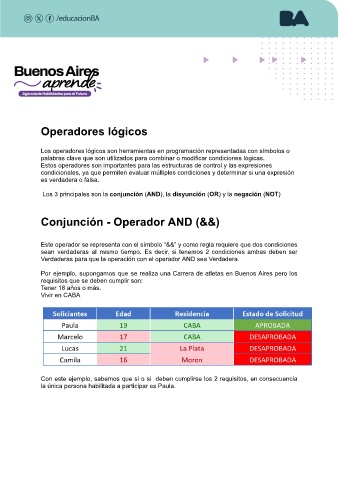 /educacionBA
BA
Buenos Aires
aprende
Agencia de Habilidades para el Futuro
Operadores lógicos
Los operadores lógicos son herramientas en programación representadas con símbolos o
palabras clave que son utilizados para combinar o modificar condiciones lógicas.
Estos operadores son importantes para las estructuras de control y las expresiones
condicionales, ya que permiten evaluar múltiples condiciones y determinar si una expresión
es verdadera o falsa.
Los 3 principales son la conjunción (AND), la disyunción (OR) y la negación (NOT)
Conjunción - Operador AND (&&)
Este operador se representa con el símbolo "&&" y como regla requiere que dos condiciones
sean verdaderas al mismo tiempo. Es decir, si tenemos 2 condiciones ambas deben ser
Verdaderas para que la operación con el operador AND sea Verdadera.
Por ejemplo, supongamos que se realiza una Carrera de atletas en Buenos Aires pero los
requisitos que se deben cumplir son:
Tener 18 años o más.
Vivir en CABA
Soliciantes Edad Residencia Estado de Solicitud
Paula 19 CABA APROBADA
Marcelo 17 CABA DESAPROBADA
Lucas 21 La Plata DESAPROBADA
Camila 16 Moron DESAPROBADA
Con este ejemplo, sabemos que si o si deben cumplirse los 2 requisitos, en consecuencia
la única persona habilitada a participar es Paula.